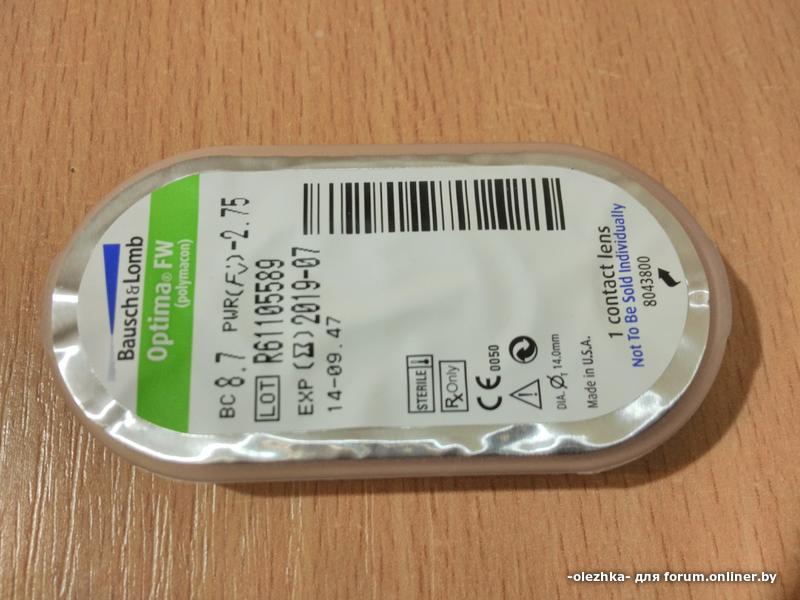 Bausch & Lomb
Optima® FW
(polymacon)
BC 8.7 PWR(F᎐)-2.75
LOT R61105589
EXP (⌛) 2019-07
14-09.47
STERILE
Rx Only
CE 0050
DIA. Ø T 14.0mm
Made in U.S.A.
1 contact lens
Not To Be Sold Individually
8043800
-olezhka- для forum.onliner.by